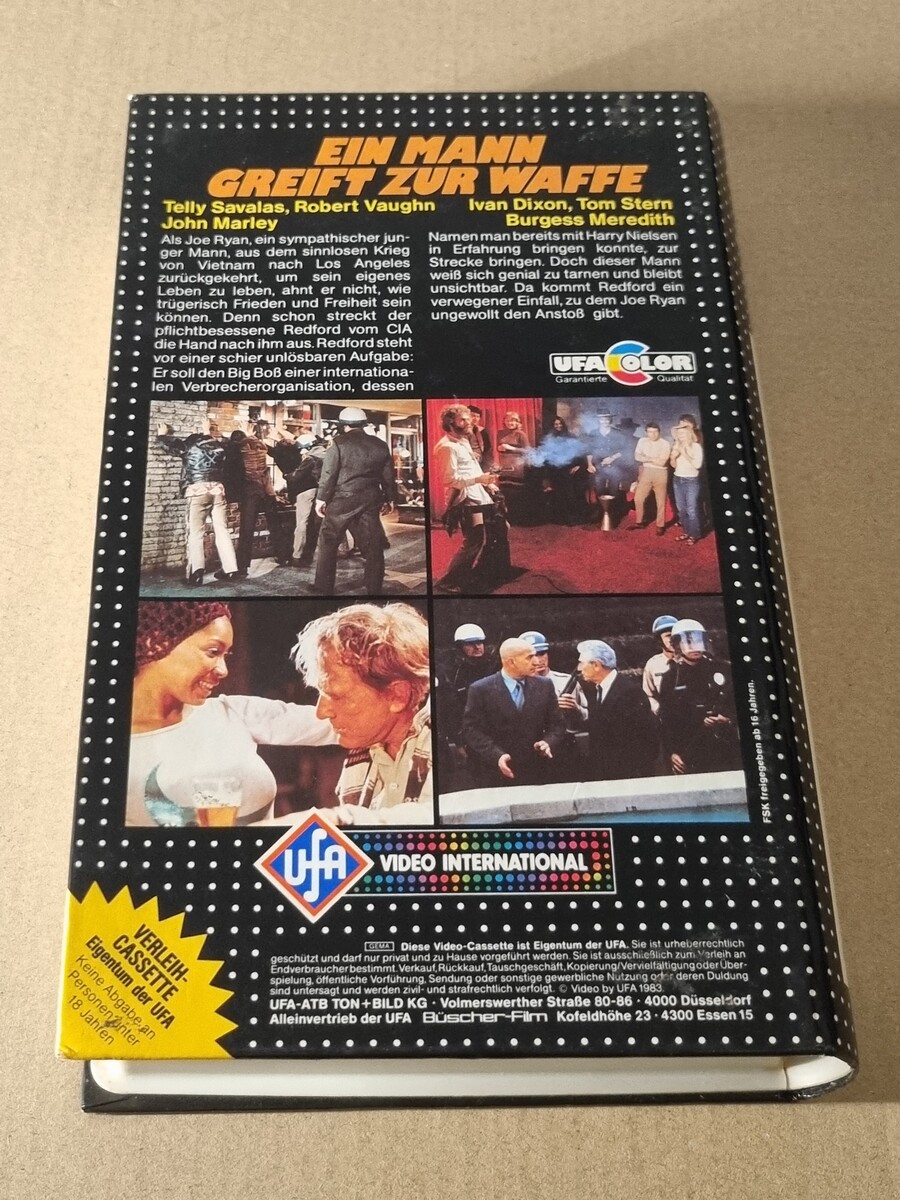 EIN MANN
GREIFT ZUR WAFFE
Telly Savalas, Robert Vaughn
John Marley
Ivan Dixon, Tom Stern
Burgess Meredith
Als Joe Ryan, ein sympathischer jun-
ger Mann, aus dem sinnlosen Krieg
von Vietnam nach Los Angeles
zurückgekehrt, um sein eigenes
Leben zu leben, ahnt er nicht, wie
trügerisch Frieden und Freiheit sein
können. Denn schon streckt der
pflichtbesessene Redford vom CIA
die Hand nach ihm aus. Redford steht
vor einer schier unlösbaren Aufgabe:
Er soll den Big Boß einer internationa-
len Verbrecherorganisation, dessen
Namen man bereits mit Harry Nielsen
in Erfahrung bringen konnte, zur
Strecke bringen. Doch dieser Mann
weiß sich genial zu tarnen und bleibt
unsichtbar. Da kommt Redford ein
verwegener Einfall, zu dem Joe Ryan
ungewollt den Anstoß gibt.
UFACOLOR
Garantierte Qualität
FSK freigegeben ab 16 Jahren.
UfA VIDEO INTERNATIONAL
VERLEIH-
CASSETTE
Eigentum der UFA
Keine Abgabe an
Personen unter
18 Jahren
GEMA Diese Video-Cassette ist Eigentum der UFA. Sie ist urheberrechtlich
geschützt und darf nur privat und zu Hause vorgeführt werden. Sie ist ausschließlich zum Verleih an
Endverbraucher bestimmt. Verkauf, Rückkauf, Tauschgeschäft, Kopierung/Vervielfältigung oder Über-
spielung, öffentliche Vorführung, Sendung oder sonstige gewerbliche Nutzung oder deren Duldung
sind untersagt und werden zivil- und strafrechtlich verfolgt. © Video by UFA 1983.
UFA-ATB TON+BILD KG · Volmerswerther Straße 80-86 · 4000 Düsseldorf
Alleinvertrieb der UFA Büscher-Film Kofeldhöhe 23 · 4300 Essen 15